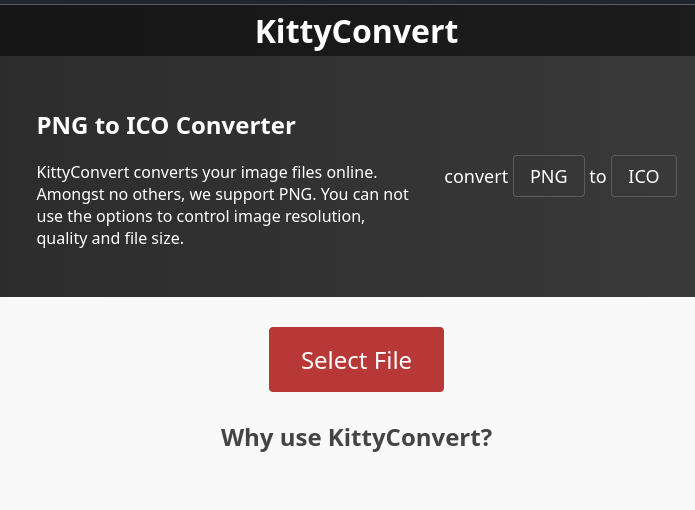 KittyConvert
PNG to ICO Converter
KittyConvert converts your image files online.
Amongst no others, we support PNG. You can not
use the options to control image resolution,
quality and file size.
convert PNG to ICO
Select File
Why use KittyConvert?